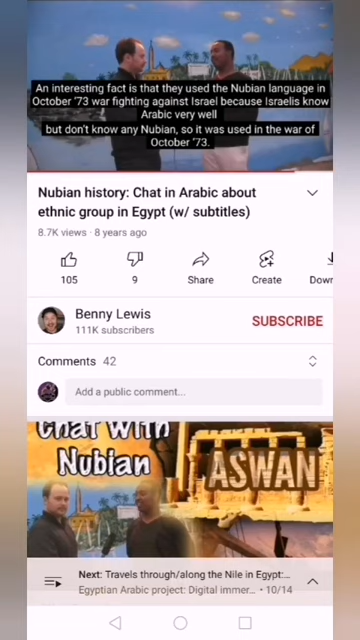 An interesting fact is that they used the Nubian language in
October '73 war fighting against Israel because Israelis know
Arabic very well
but don't know any Nubian, so it was used in the war of
October '73.
Nubian history: Chat in Arabic about
ethnic group in Egypt (w/ subtitles)
8.7K views · 8 years ago
105
9
Share
Create
Down
Benny Lewis
111K subscribers
SUBSCRIBE
Comments 42
Add a public comment...
Chat with
Nubian
ASWAN
Next: Travels through/along the Nile in Egypt:...
Egyptian Arabic project: Digital immer... • 10/14